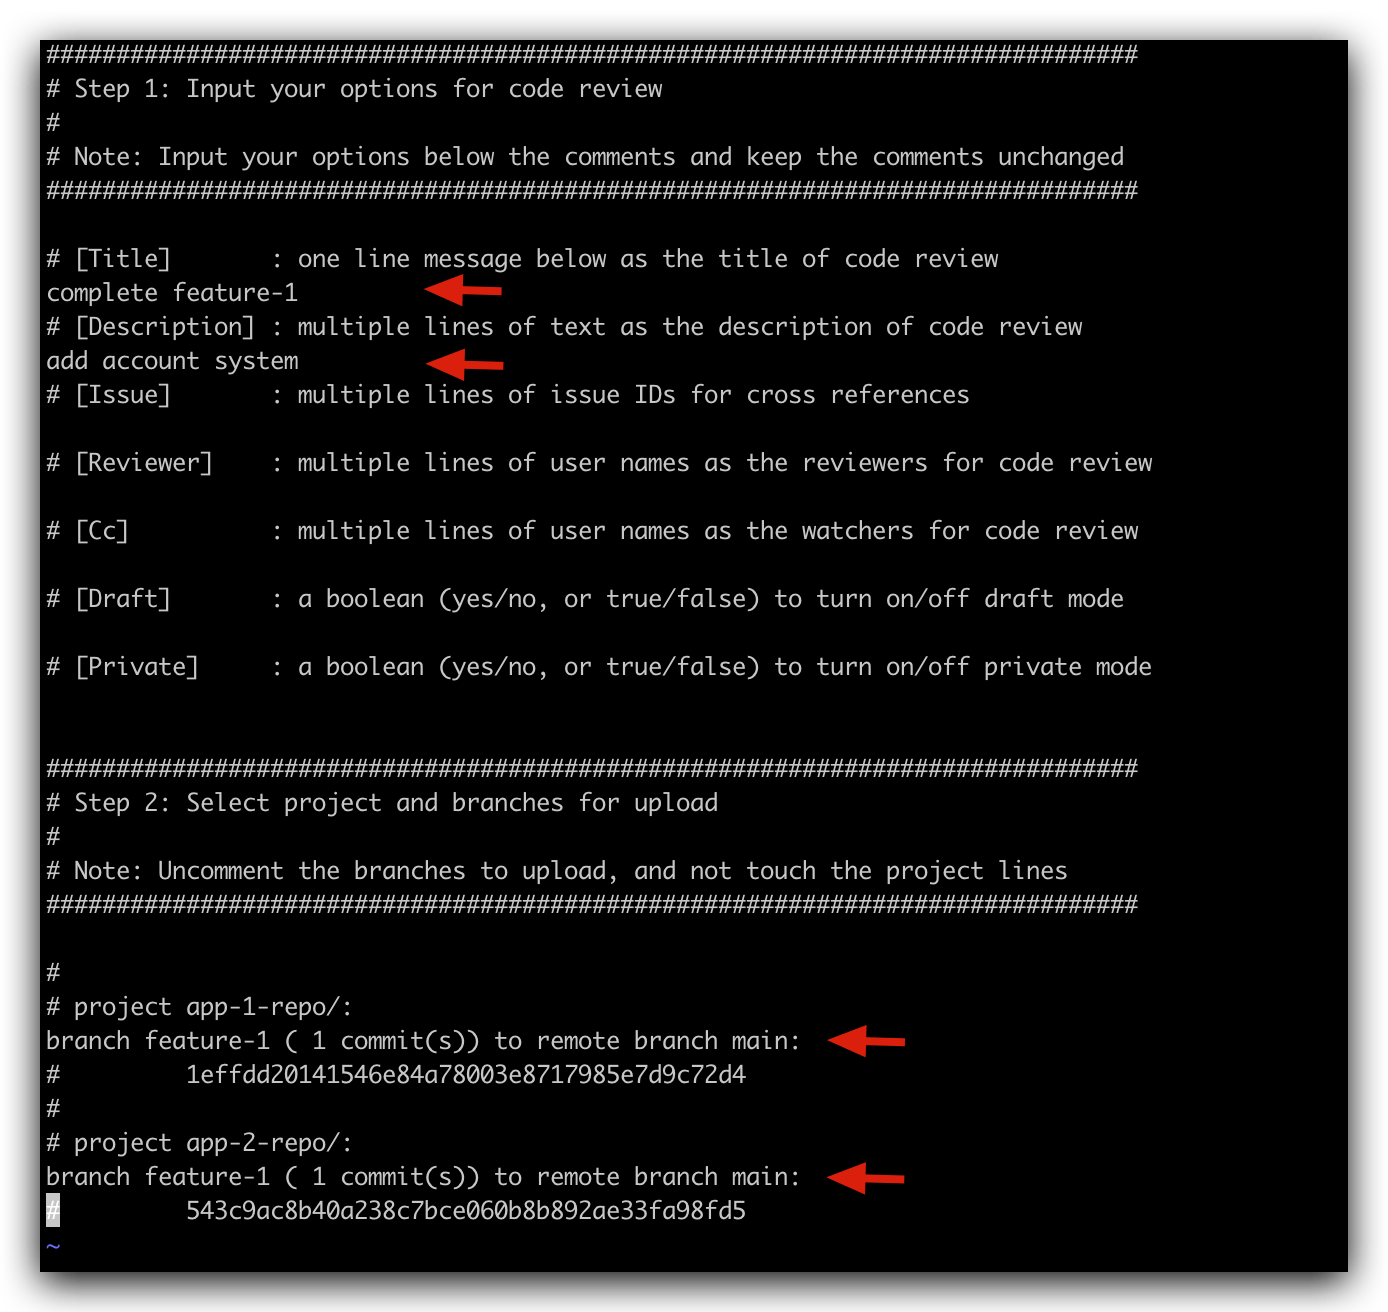 ##############################################################################
# Step 1: Input your options for code review
#
# Note: Input your options below the comments and keep the comments unchanged
##############################################################################
# [Title]       : one line message below as the title of code review
complete feature-1
# [Description] : multiple lines of text as the description of code review
add account system
# [Issue]       : multiple lines of issue IDs for cross references
# [Reviewer]    : multiple lines of user names as the reviewers for code review
# [Cc]          : multiple lines of user names as the watchers for code review
# [Draft]       : a boolean (yes/no, or true/false) to turn on/off draft mode
# [Private]     : a boolean (yes/no, or true/false) to turn on/off private mode
##############################################################################
# Step 2: Select project and branches for upload
#
# Note: Uncomment the branches to upload, and not touch the project lines
##############################################################################
#
# project app-1-repo/:
branch feature-1 ( 1 commit(s)) to remote branch main:
#         1effdd20141546e84a78003e8717985e7d9c72d4
#
# project app-2-repo/:
branch feature-1 ( 1 commit(s)) to remote branch main:
#         543c9ac8b40a238c7bce060b8b892ae33fa98fd5
~